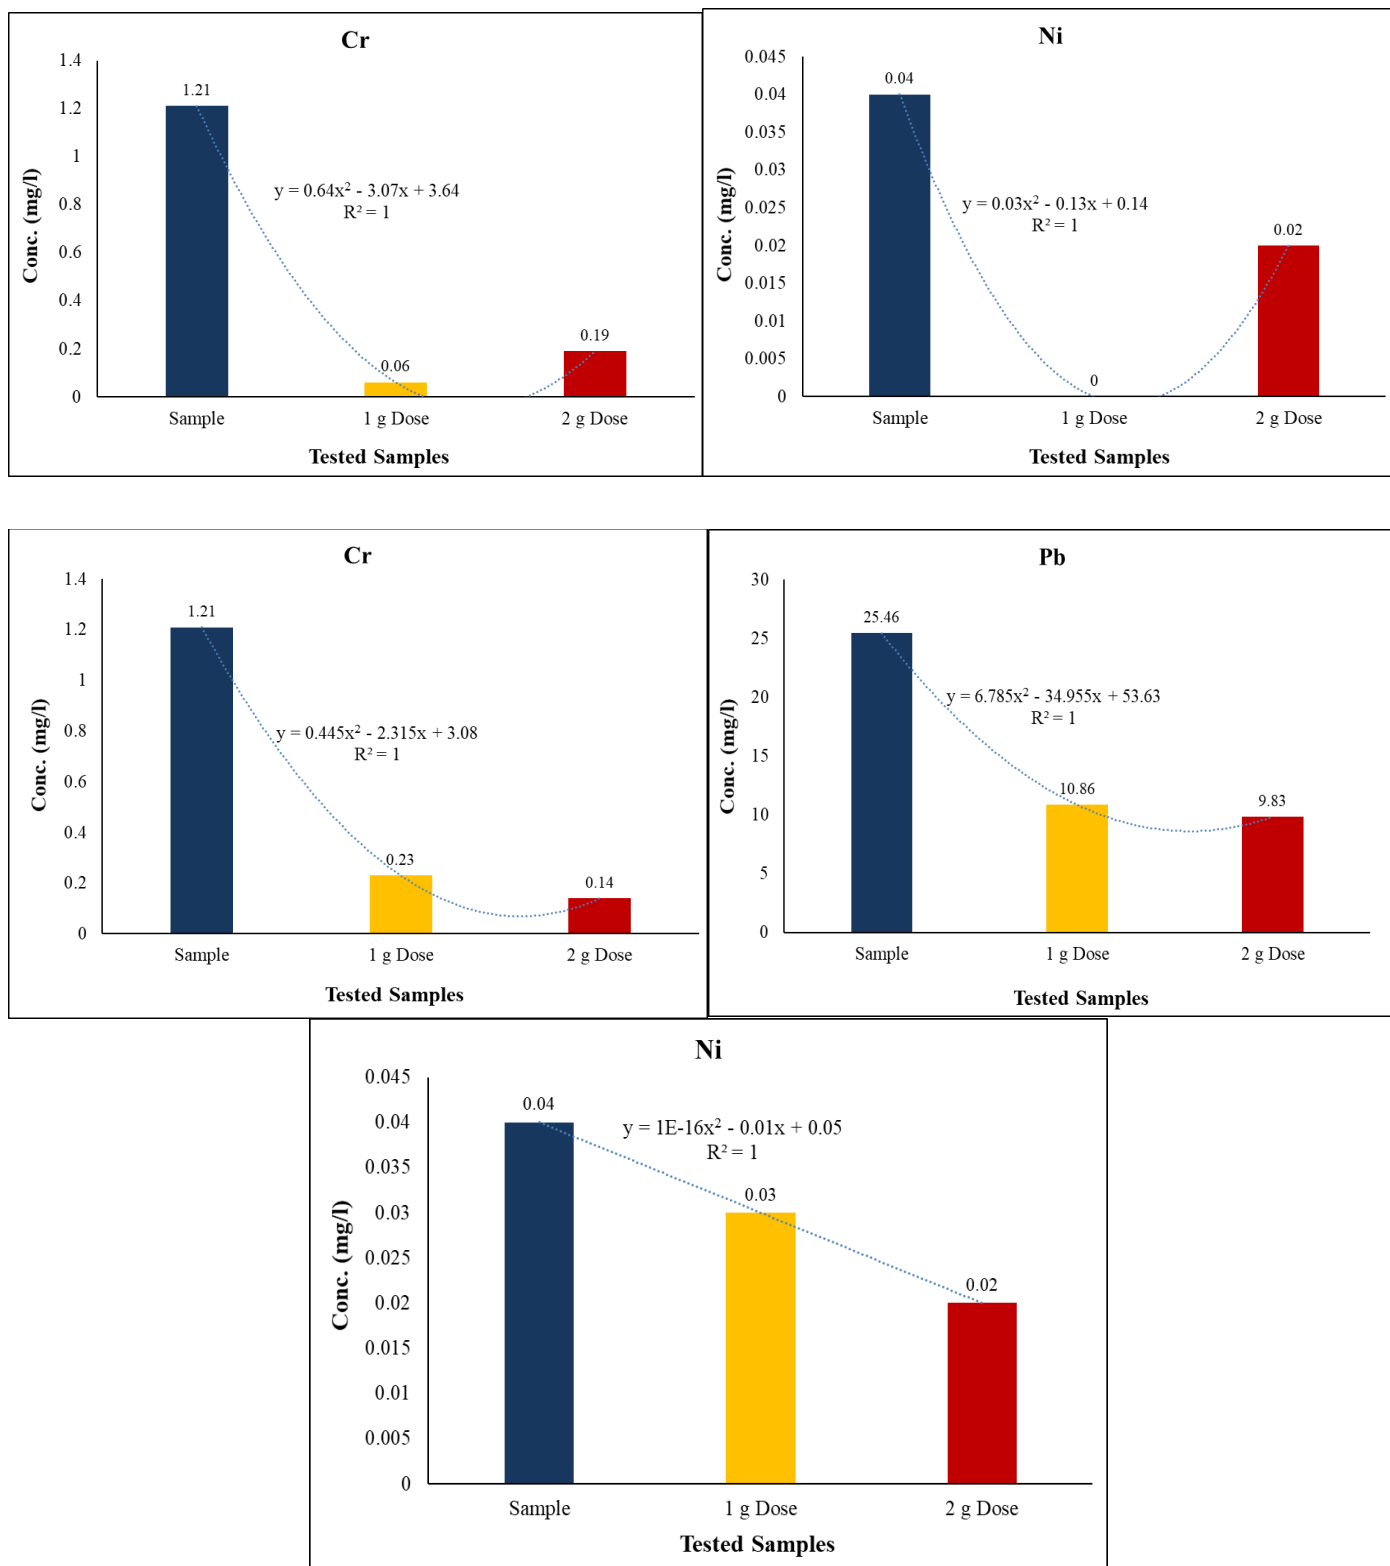 Cr
1.4
1.2
1
0.8
0.6
0.4
0.2
0
Conc. (mg/l)
1.21
0.06
0.19
y = 0.64x² - 3.07x + 3.64
R² = 1
Sample
1 g Dose
2 g Dose
Tested Samples
Ni
0.045
0.04
0.035
0.03
0.025
0.02
0.015
0.01
0.005
0
Conc. (mg/l)
0.04
0
0.02
y = 0.03x² - 0.13x + 0.14
R² = 1
Sample
1 g Dose
2 g Dose
Tested Samples
Cr
1.4
1.2
1
0.8
0.6
0.4
0.2
0
Conc. (mg/l)
1.21
0.23
0.14
y = 0.445x² - 2.315x + 3.08
R² = 1
Sample
1 g Dose
2 g Dose
Tested Samples
Pb
30
25
20
15
10
5
0
Conc. (mg/l)
25.46
10.86
9.83
y = 6.785x² - 34.955x + 53.63
R² = 1
Sample
1 g Dose
2 g Dose
Tested Samples
Ni
0.045
0.04
0.035
0.03
0.025
0.02
0.015
0.01
0.005
0
Conc. (mg/l)
0.04
0.03
0.02
y = 1E-16x² - 0.01x + 0.05
R² = 1
Sample
1 g Dose
2 g Dose
Tested Samples